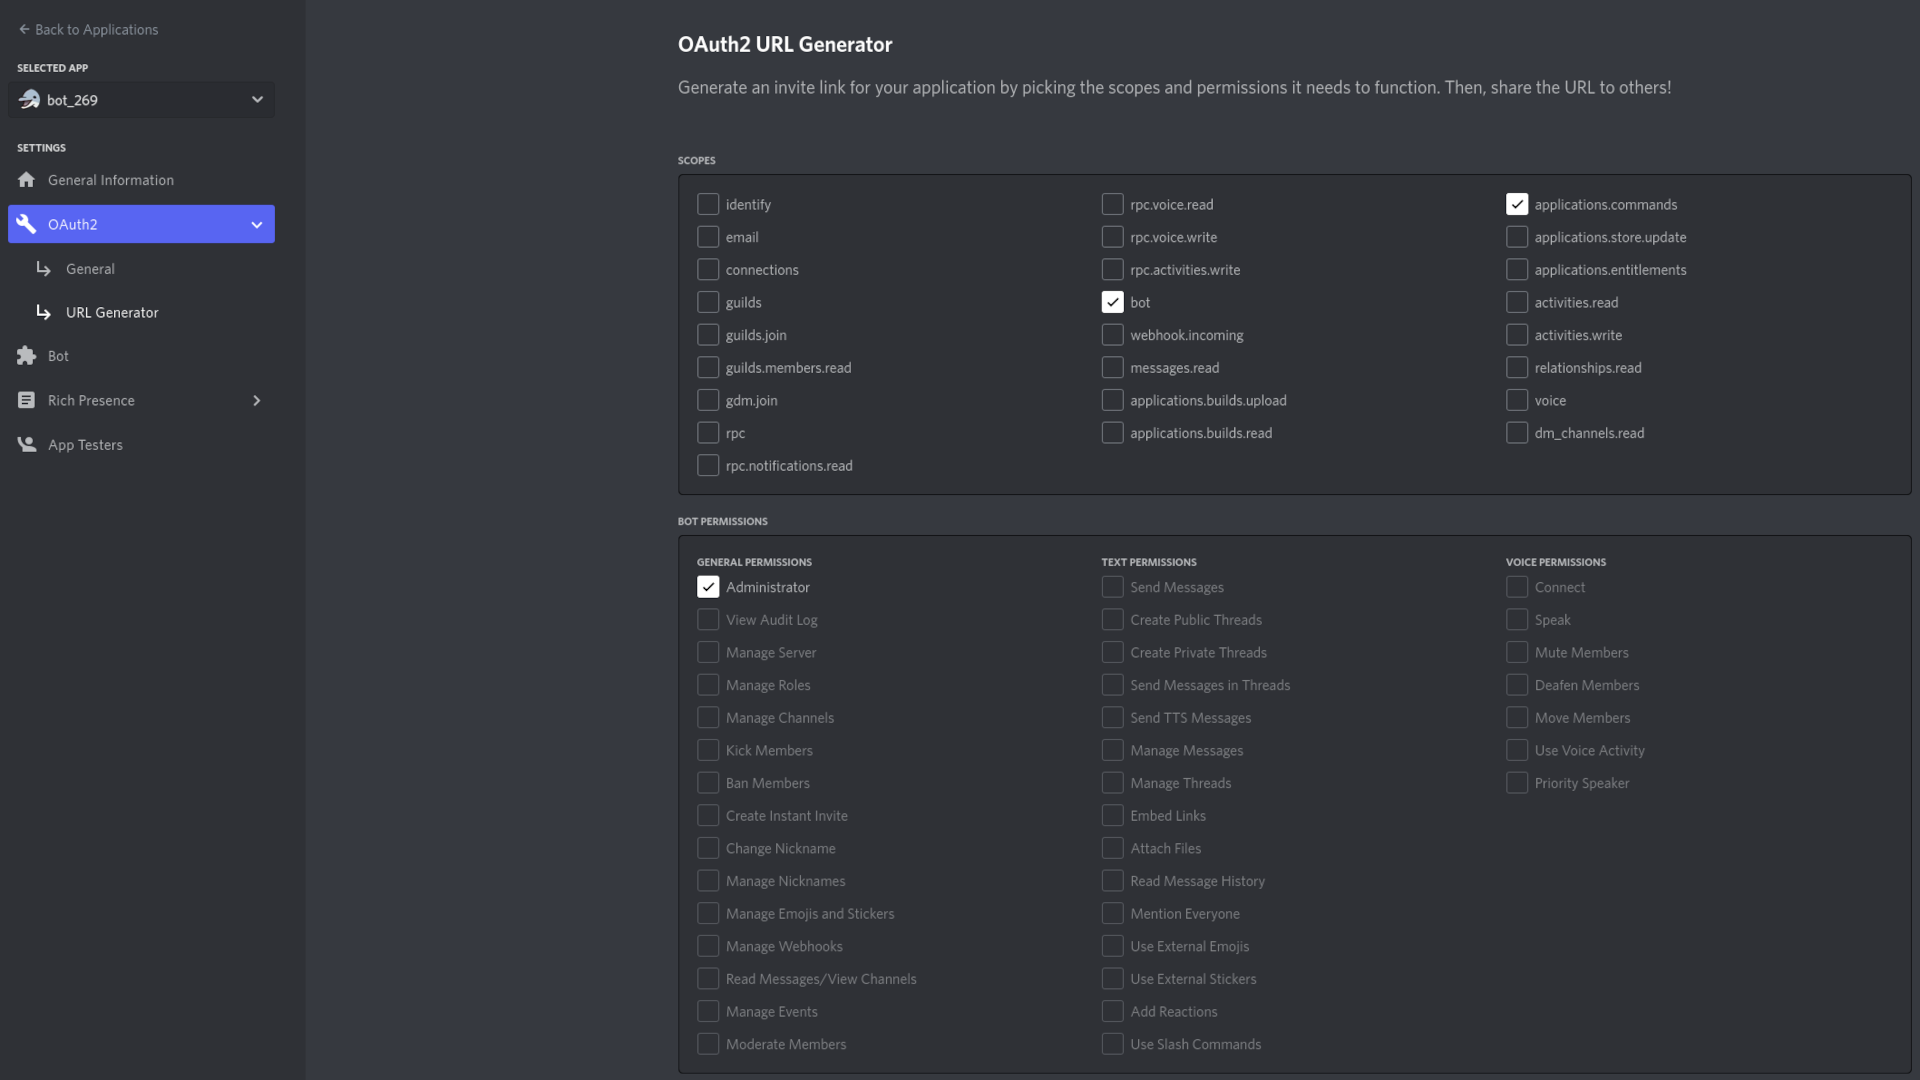 Back to Applications
SELECTED APP
bot_269
SETTINGS
General Information
OAuth2
General
URL Generator
Bot
Rich Presence
App Testers
OAuth2 URL Generator
Generate an invite link for your application by picking the scopes and permissions it needs to function. Then, share the URL to others!
SCOPES
identify
email
connections
guilds
guilds.join
guilds.members.read
gdm.join
rpc
rpc.notifications.read
rpc.voice.read
rpc.voice.write
rpc.activities.write
bot
webhook.incoming
messages.read
applications.builds.upload
applications.builds.read
applications.commands
applications.store.update
applications.entitlements
activities.read
activities.write
relationships.read
voice
dm_channels.read
BOT PERMISSIONS
GENERAL PERMISSIONS
Administrator
View Audit Log
Manage Server
Manage Roles
Manage Channels
Kick Members
Ban Members
Create Instant Invite
Change Nickname
Manage Nicknames
Manage Emojis and Stickers
Manage Webhooks
Read Messages/View Channels
Manage Events
Moderate Members
TEXT PERMISSIONS
Send Messages
Create Public Threads
Create Private Threads
Send Messages in Threads
Send TTS Messages
Manage Messages
Manage Threads
Embed Links
Attach Files
Read Message History
Mention Everyone
Use External Emojis
Use External Stickers
Add Reactions
Use Slash Commands
VOICE PERMISSIONS
Connect
Speak
Mute Members
Deafen Members
Move Members
Use Voice Activity
Priority Speaker